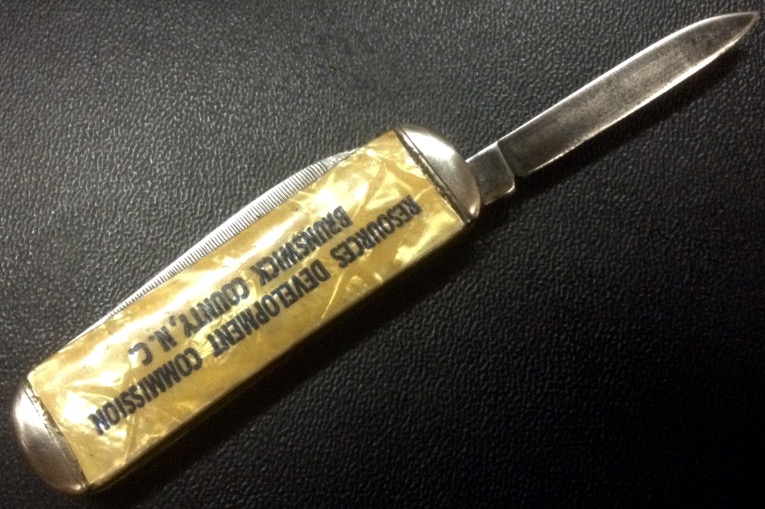 RESOURCES DEVELOPMENT COMMISSION
BRUNSWICK COUNTY, N.C.